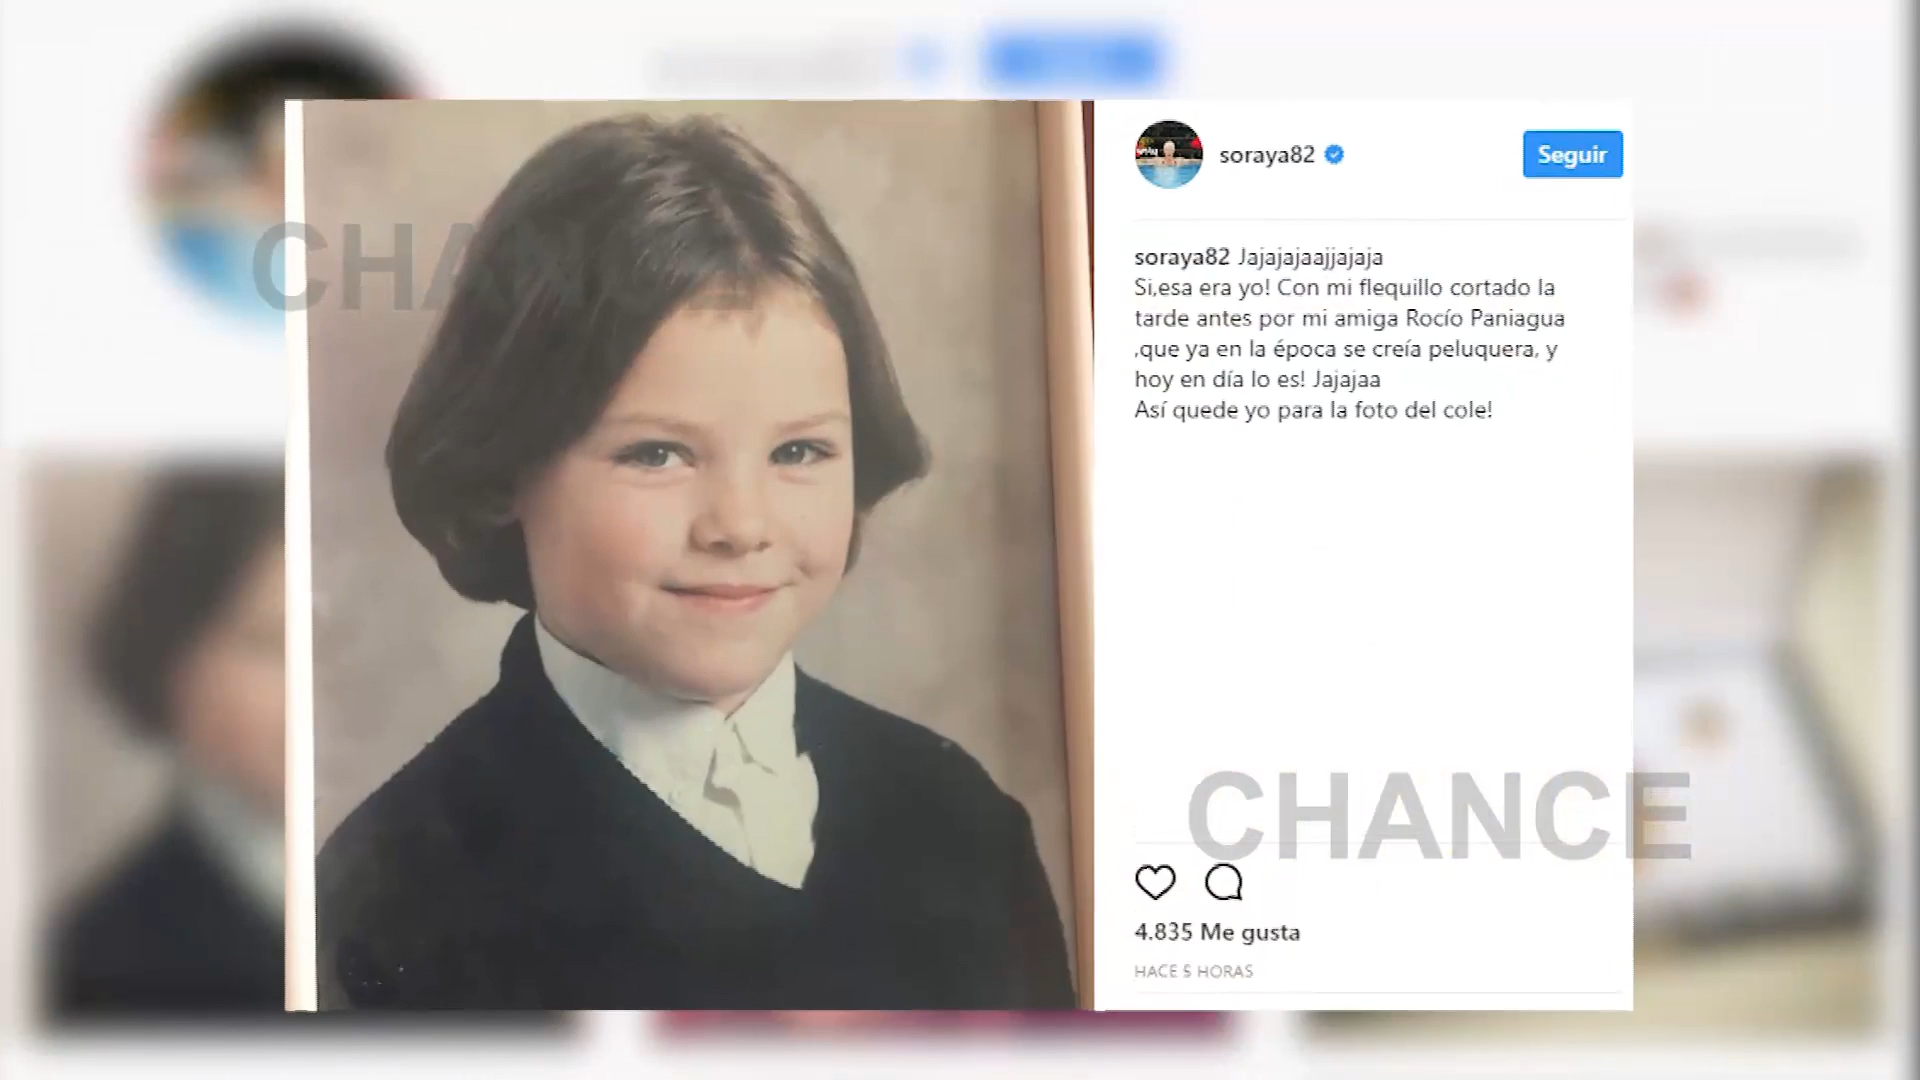 CHANCE
soraya82
Seguir
soraya82 Jajajajaajjajaja
Si,esa era yo! Con mi flequillo cortado la
tarde antes por mi amiga Rocío Paniagua
,que ya en la época se creía peluquera, y
hoy en día lo es! Jajajaa
Así quede yo para la foto del cole!
CHANCE
4.835 Me gusta
HACE 5 HORAS